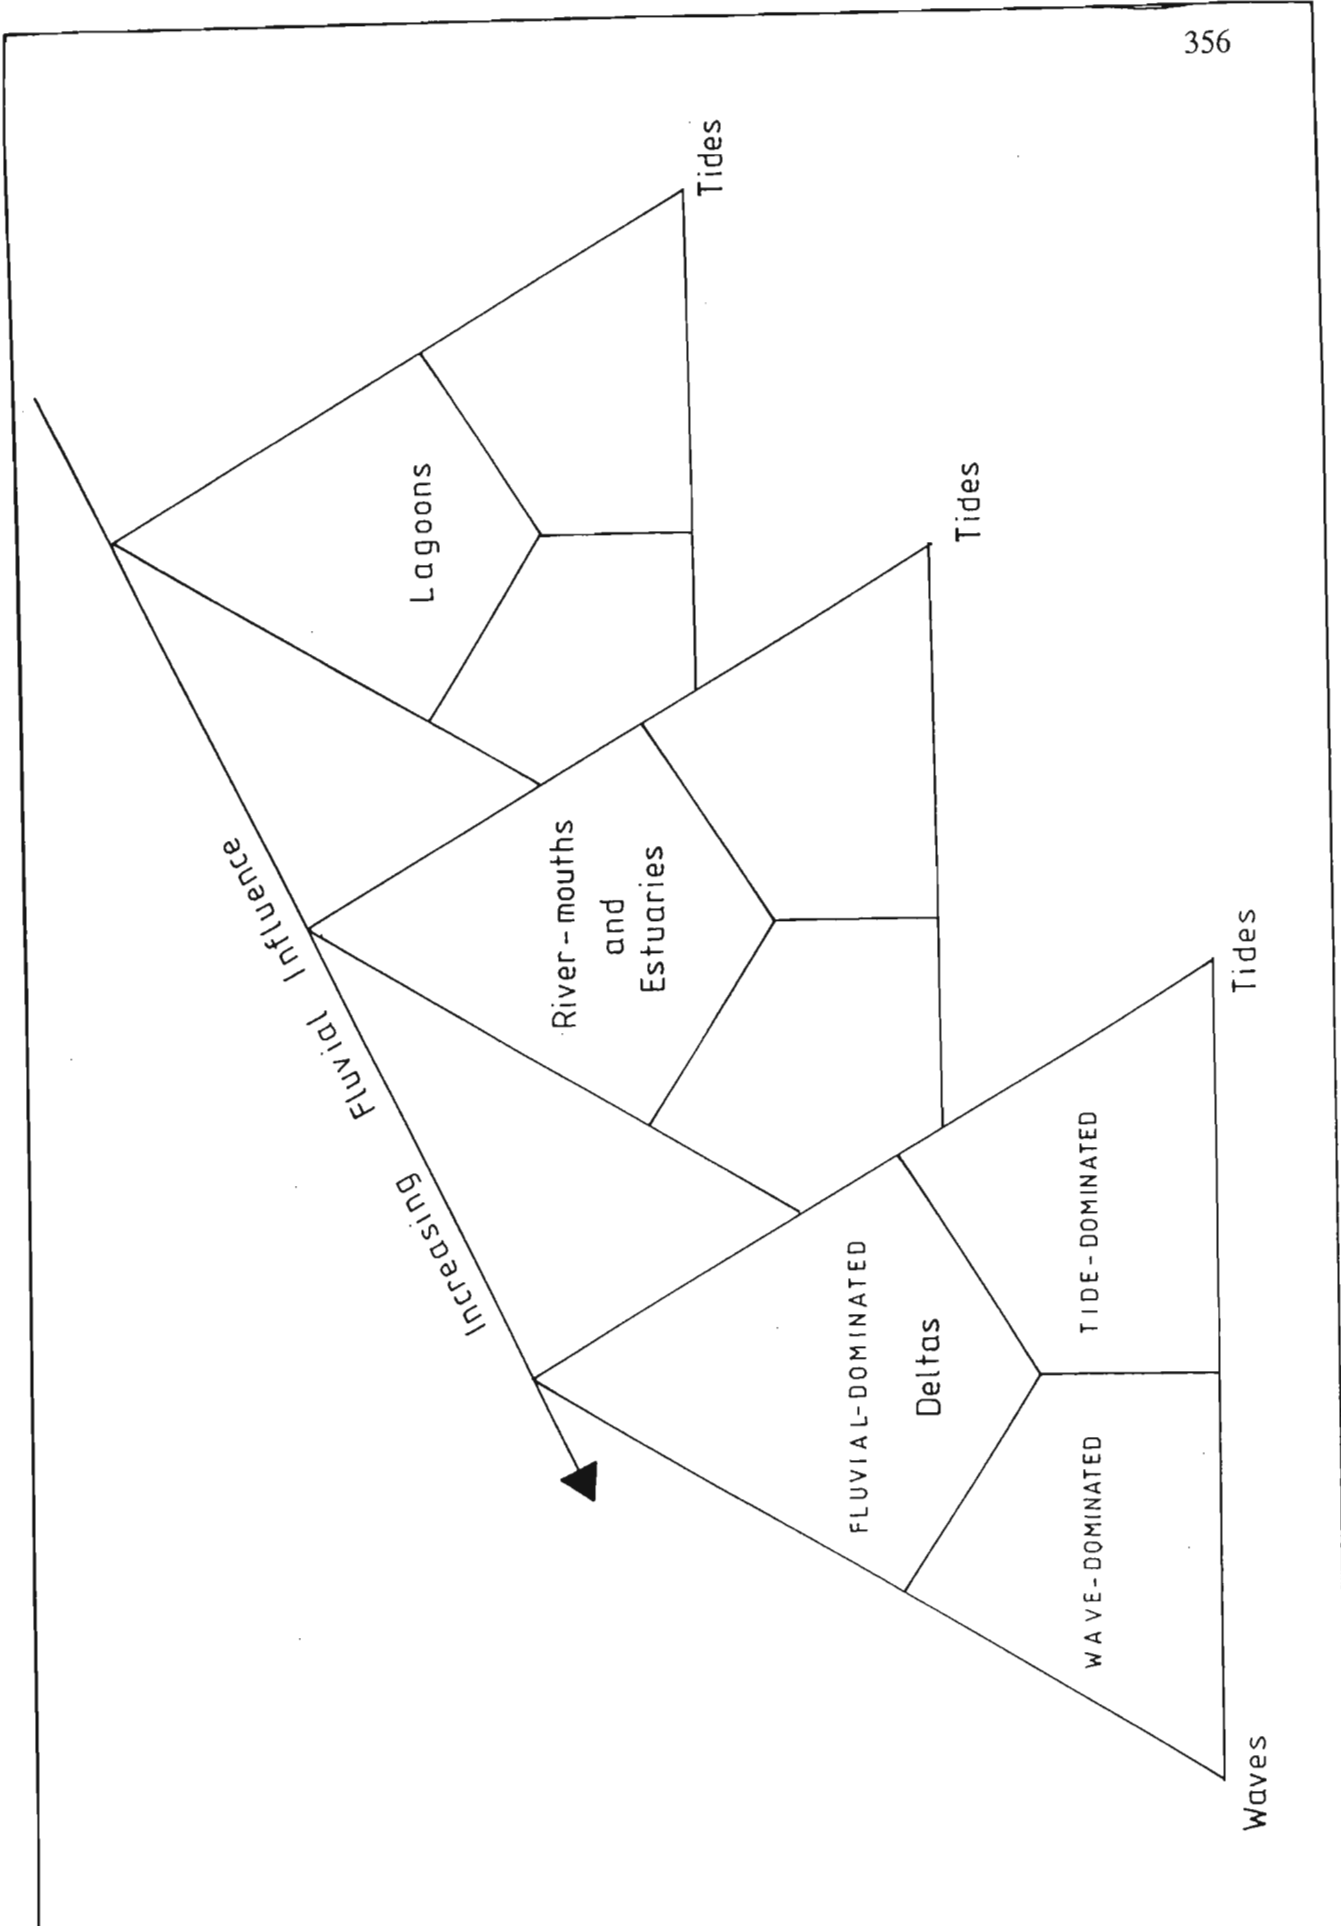 356
Increasing Fluvial Influence
Lagoons
Tides
River-mouths
and
Estuaries
Tides
FLUVIAL-DOMINATED
Deltas
WAVE-DOMINATED
TIDE-DOMINATED
Waves
Tides